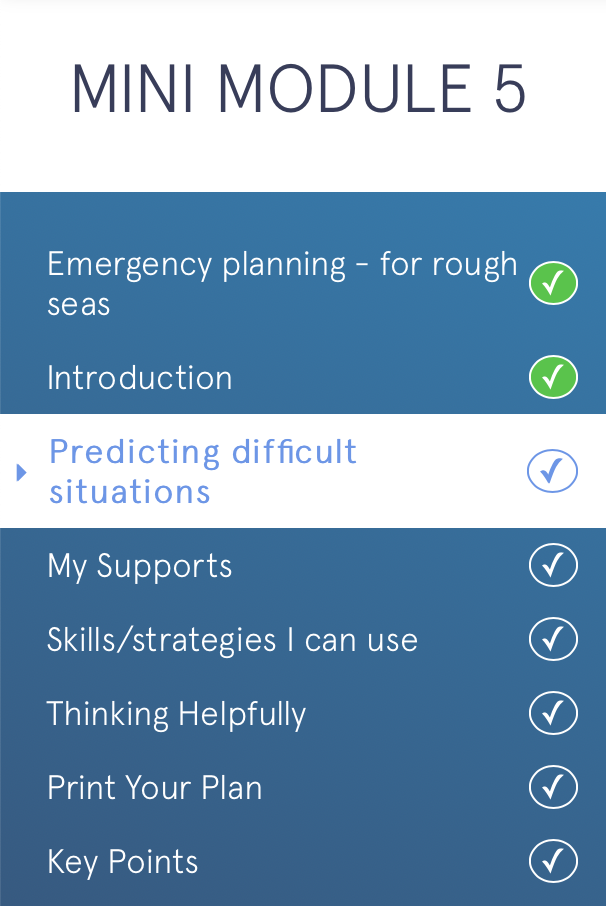 MINI MODULE 5
Emergency planning - for rough
seas
Introduction
Predicting difficult
situations
My Supports
Skills/strategies I can use
Thinking Helpfully
Print Your Plan
Key Points